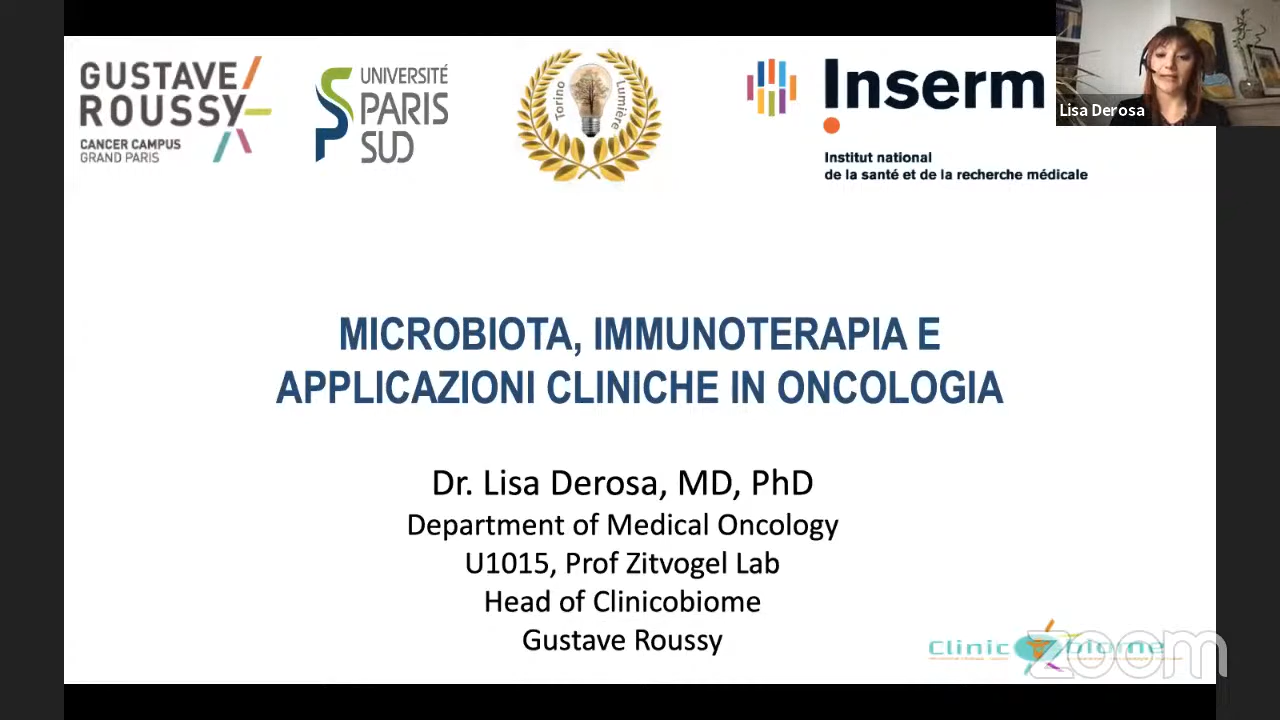 GUSTAVE
ROUSSY
CANCER CAMPUS
GRAND PARIS
UNIVERSITÉ
PARIS
SUD
Torino
Lumière
Inserm
Institut national
de la santé et de la recherche médicale
Lisa Derosa
MICROBIOTA, IMMUNOTERAPIA E
APPLICAZIONI CLINICHE IN ONCOLOGIA
Dr. Lisa Derosa, MD, PhD
Department of Medical Oncology
U1015, Prof Zitvogel Lab
Head of Clinicobiome
Gustave Roussy
Clinicobiome
zoom